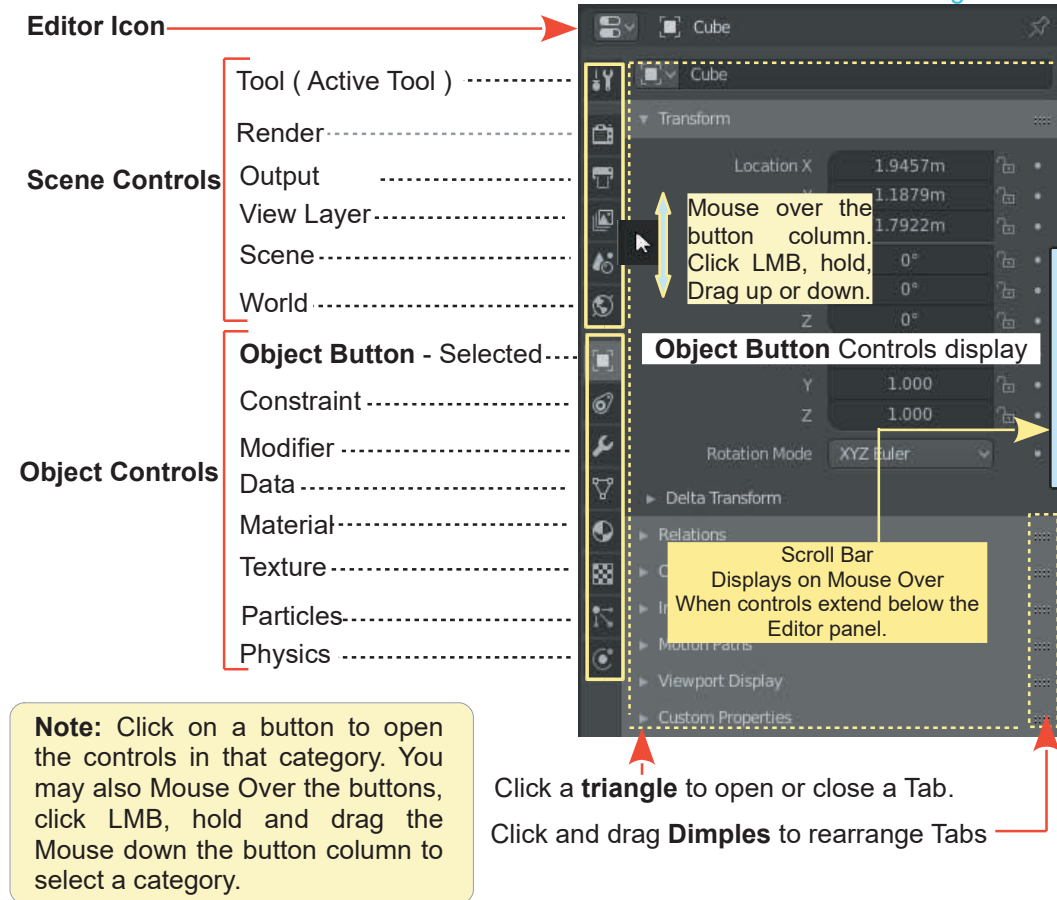 Editor Icon
Cube
Cube
Scene Controls
Tool ( Active Tool )
Render
Output
View Layer
Scene
World
Transform
Location X 1.9457m
1.1879m
1.7922m
0°
0°
Z 0°
Mouse over the
button column.
Click LMB, hold,
Drag up or down.
Object Button Controls display
Y 1.000
Z 1.000
Rotation Mode XYZ Euler
Delta Transform
Relations
Motion Paths
Viewport Display
Custom Properties
Scroll Bar
Displays on Mouse Over
When controls extend below the
Editor panel.
Object Controls
Object Button - Selected
Constraint
Modifier
Data
Material
Texture
Particles
Physics
Note: Click on a button to open
the controls in that category. You
may also Mouse Over the buttons,
click LMB, hold and drag the
Mouse down the button column to
select a category.
Click a triangle to open or close a Tab.
Click and drag Dimples to rearrange Tabs